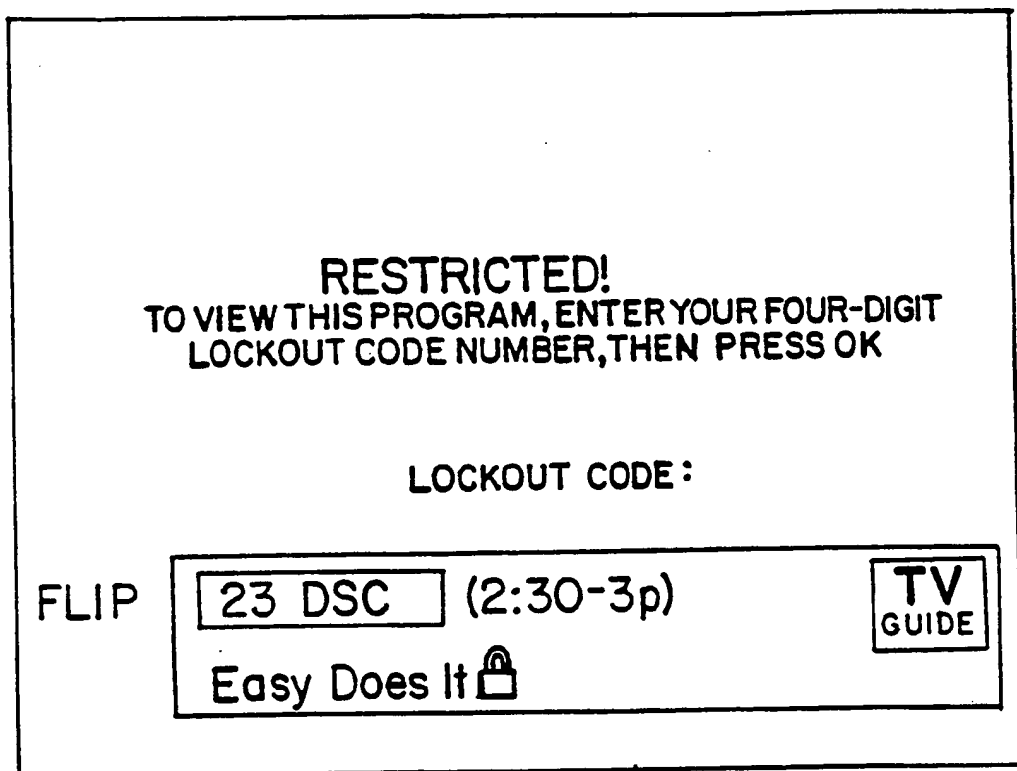 RESTRICTED!
TO VIEW THIS PROGRAM, ENTER YOUR FOUR-DIGIT
LOCKOUT CODE NUMBER, THEN PRESS OK
LOCKOUT CODE:
FLIP
23 DSC (2:30-3p)
TV
GUIDE
Easy Does It